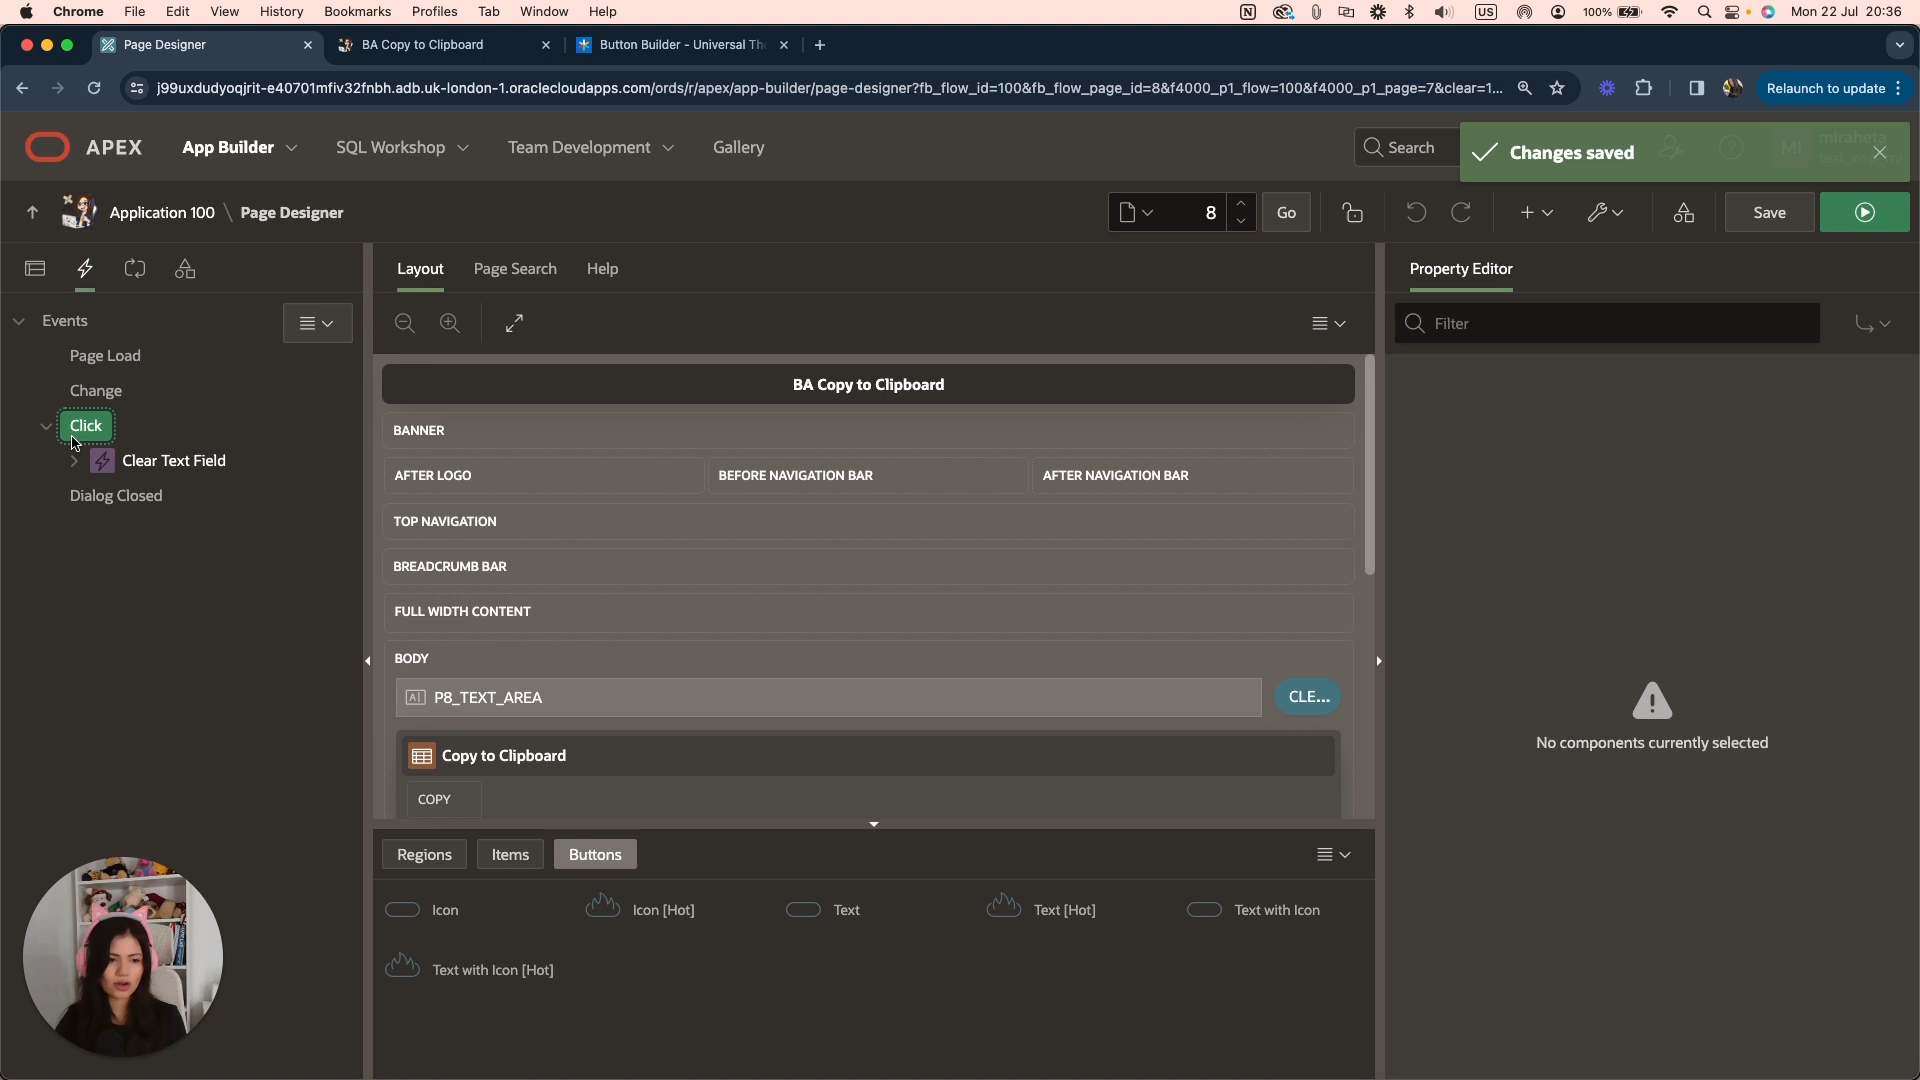 Chrome File Edit View History Bookmarks Profiles Tab Window Help US 100% Mon 22 Jul 20:36
Page Designer BA Copy to Clipboard Button Builder - Universal Th
j99uxdudyoqjrit-e40701mfiv32fnbh.adb.uk-london-1.oraclecloudapps.com/ords/r/apex/app-builder/page-designer?fb_flow_id=100&fb_flow_page_id=8&f4000_p1_flow=100&f4000_p1_page=7&clear=1... Relaunch to update
APEX App Builder SQL Workshop Team Development Gallery Search Changes saved
Application 100 \ Page Designer 8 Go Save
Layout Page Search Help Property Editor
Events Filter
Page Load
Change
Click
Clear Text Field
Dialog Closed
BA Copy to Clipboard
BANNER
AFTER LOGO BEFORE NAVIGATION BAR AFTER NAVIGATION BAR
TOP NAVIGATION
BREADCRUMB BAR
FULL WIDTH CONTENT
BODY
P8_TEXT_AREA CLE...
Copy to Clipboard
COPY
No components currently selected
Regions Items Buttons
Icon Icon [Hot] Text Text [Hot] Text with Icon
Text with Icon [Hot]